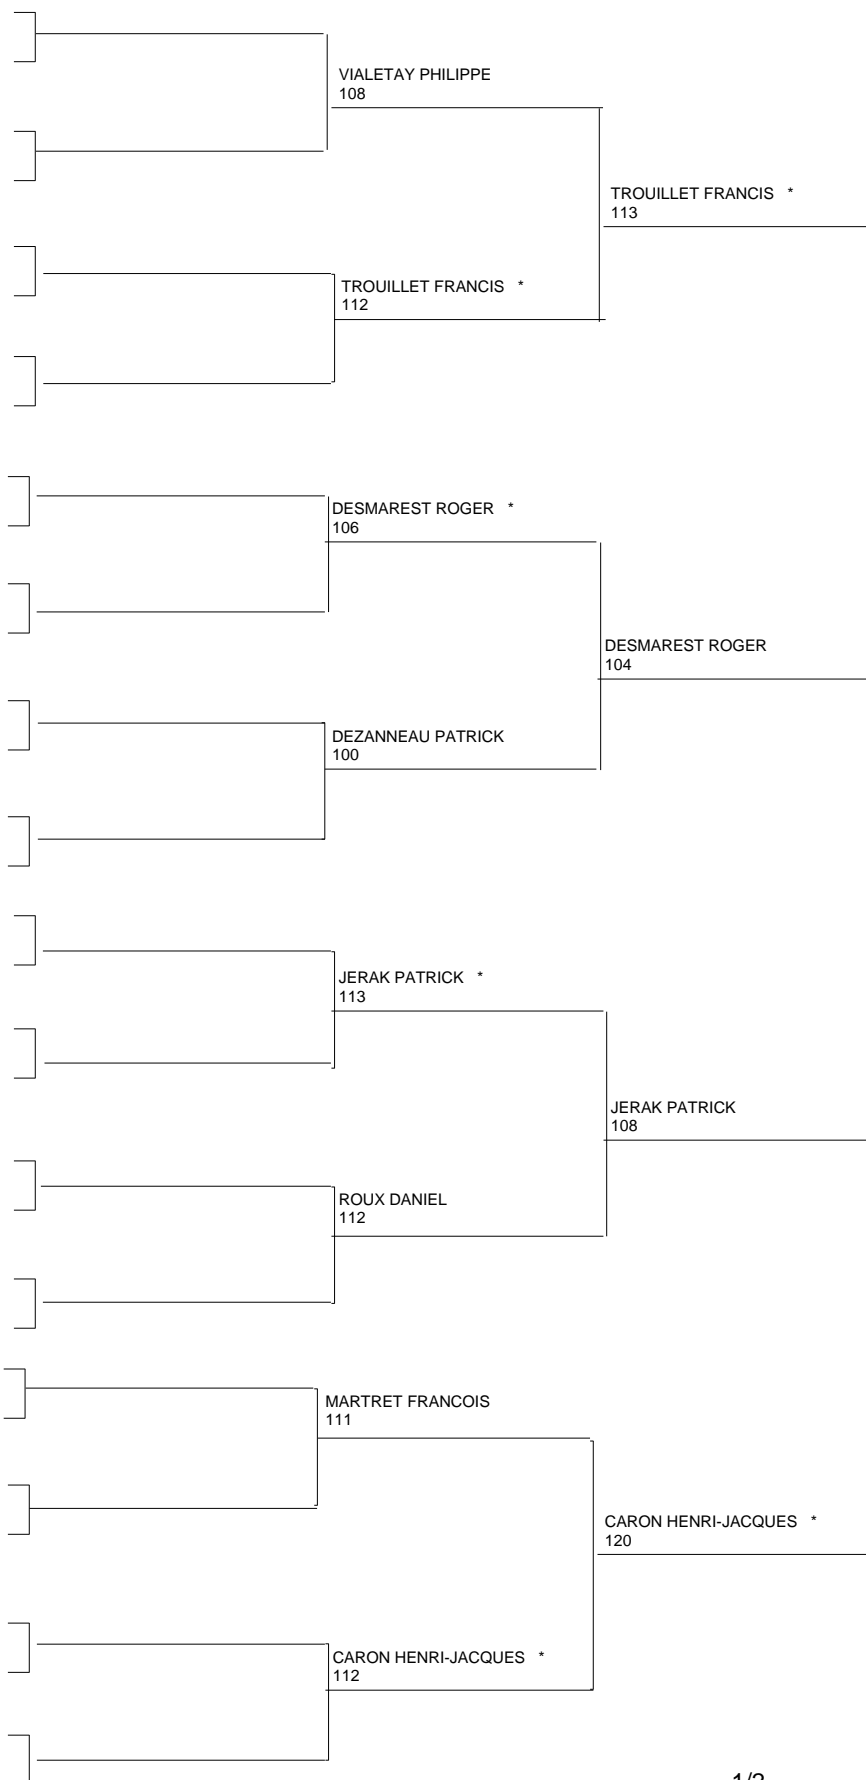 VIALETAY PHILIPPE
108
TROUILLET FRANCIS *
113
TROUILLET FRANCIS *
112
DESMAREST ROGER *
106
DESMAREST ROGER
104
DEZANNEAU PATRICK
100
JERAK PATRICK *
113
JERAK PATRICK
108
ROUX DANIEL
112
MARTRET FRANCOIS
111
CARON HENRI-JACQUES *
120
CARON HENRI-JACQUES *
112